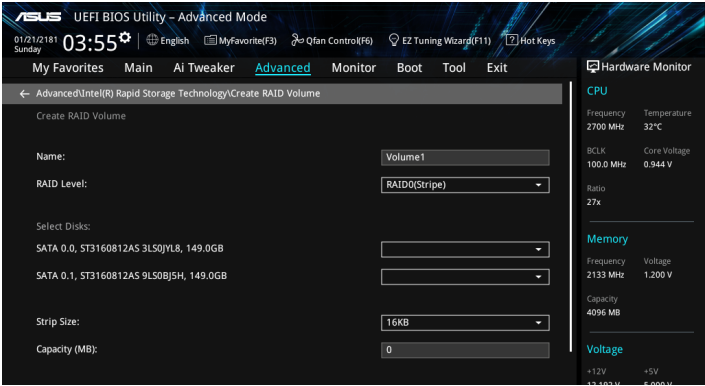 ASUS UEFI BIOS Utility – Advanced Mode
01/21/2181 Sunday 03:55 English MyFavorite(F3) Qfan Control(F6) EZ Tuning Wizard(F11) ? Hot Keys
My Favorites Main Ai Tweaker Advanced Monitor Boot Tool Exit
Hardware Monitor
Advanced\Intel(R) Rapid Storage Technology\Create RAID Volume
Create RAID Volume
Name: Volume1
RAID Level: RAID0(Stripe)
Select Disks:
SATA 0.0, ST3160812AS 3LS0JYL8, 149.0GB
SATA 0.1, ST3160812AS 9LS0BJ5H, 149.0GB
Strip Size: 16KB
Capacity (MB): 0
CPU
Frequency Temperature
2700 MHz 32°C
BCLK Core Voltage
100.0 MHz 0.944 V
Ratio
27x
Memory
Frequency Voltage
2133 MHz 1.200 V
Capacity
4096 MB
Voltage
+12V +5V
12.192 V 5.000 V